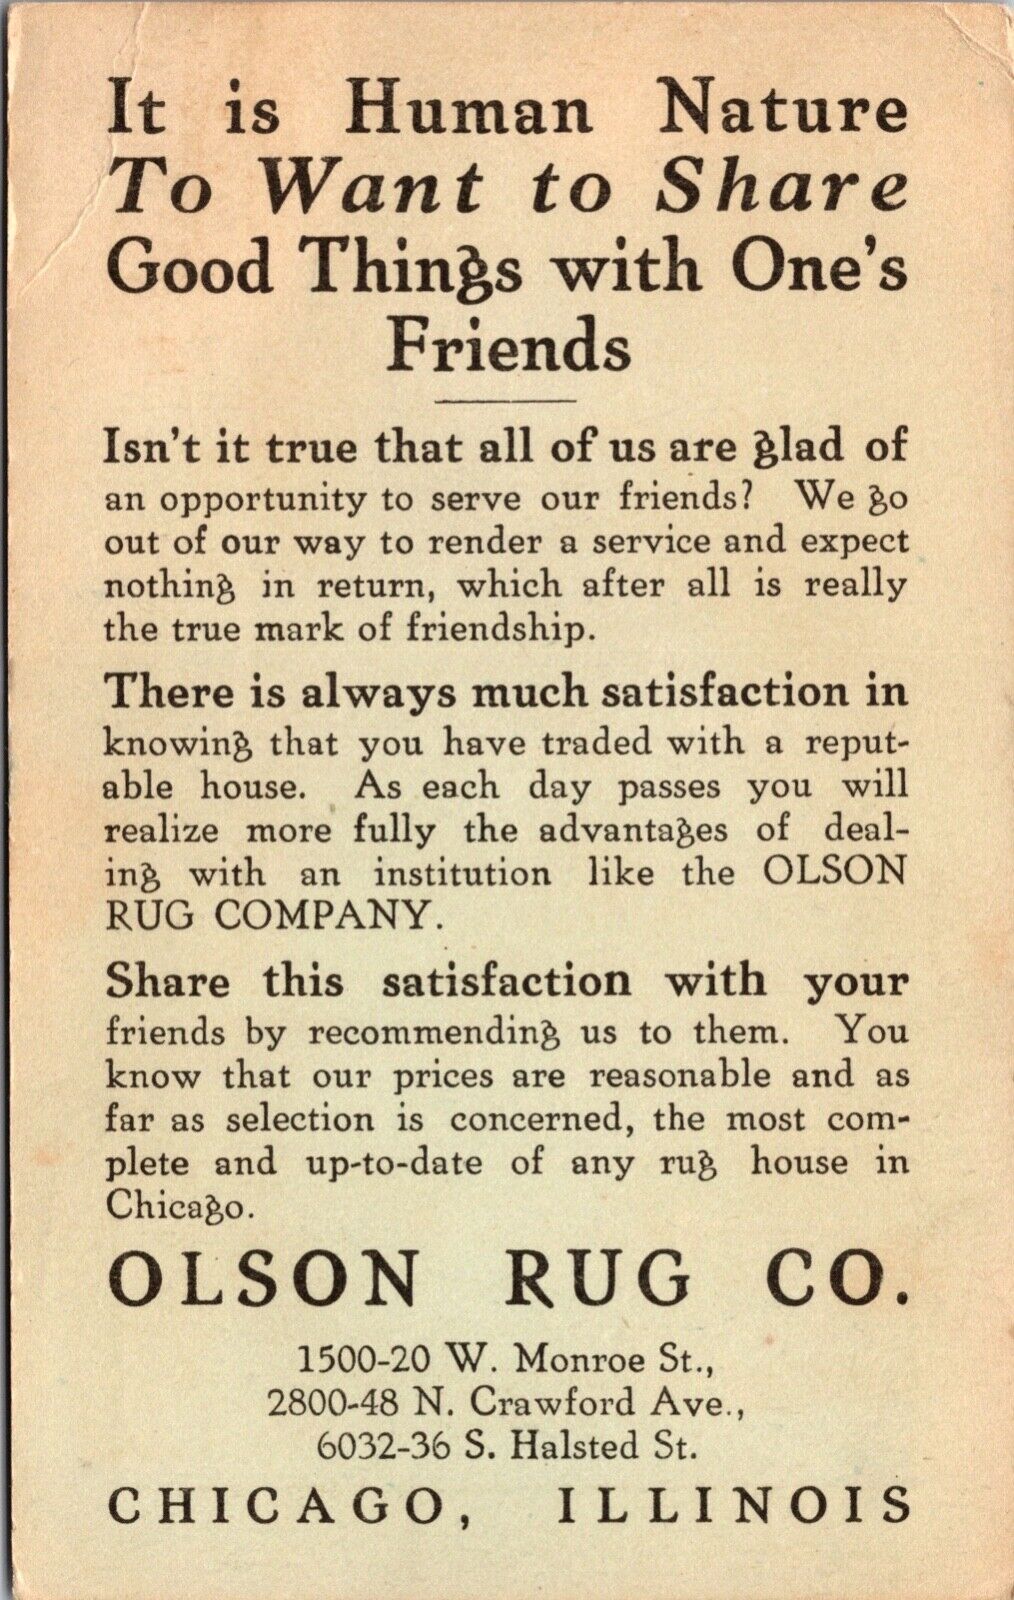 It is Human Nature
To Want to Share
Good Things with One's
Friends
Isn't it true that all of us are glad of
an opportunity to serve our friends? We go
out of our way to render a service and expect
nothing in return, which after all is really
the true mark of friendship.
There is always much satisfaction in
knowing that you have traded with a reput-
able house. As each day passes you will
realize more fully the advantages of deal-
ing with an institution like the OLSON
RUG COMPANY.
Share this satisfaction with your
friends by recommending us to them. You
know that our prices are reasonable and as
far as selection is concerned, the most com-
plete and up-to-date of any rug house in
Chicago.
OLSON RUG CO.
1500-20 W. Monroe St.,
2800-48 N. Crawford Ave.,
6032-36 S. Halsted St.
CHICAGO, ILLINOIS